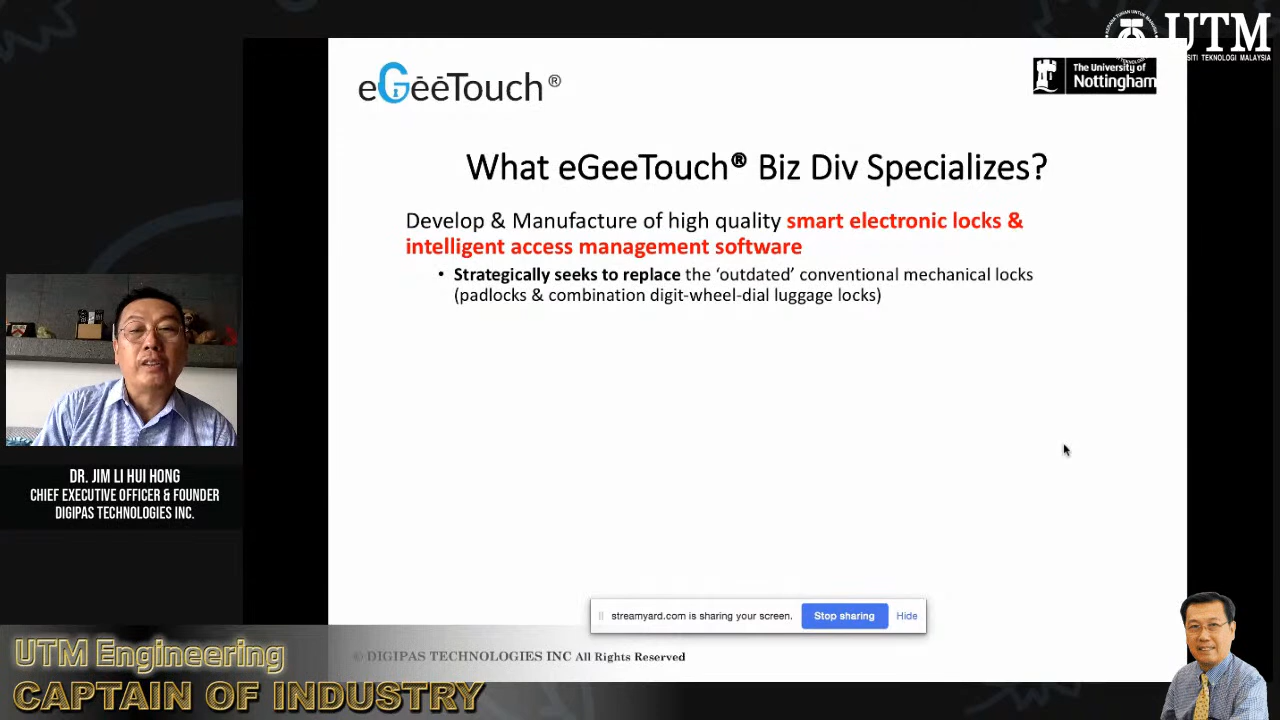 UTM
UNIVERSITI TEKNOLOGI MALAYSIA
eGēēTouch®
The University of
Nottingham
What eGeeTouch® Biz Div Specializes?
Develop & Manufacture of high quality smart electronic locks &
intelligent access management software
• Strategically seeks to replace the ‘outdated’ conventional mechanical locks
(padlocks & combination digit-wheel-dial luggage locks)
DR. JIM LI HUI HONG
CHIEF EXECUTIVE OFFICER & FOUNDER
DIGIPAS TECHNOLOGIES INC.
streamyard.com is sharing your screen.
Stop sharing
Hide
© DIGIPAS TECHNOLOGIES INC All Rights Reserved
UTM Engineering
CAPTAIN OF INDUSTRY